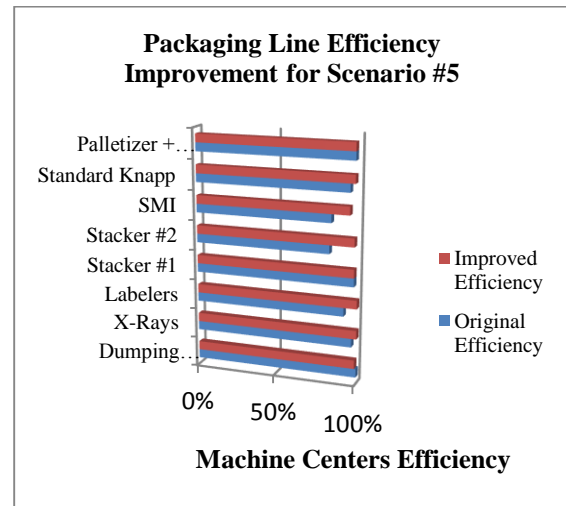 Packaging Line Efficiency
Improvement for Scenario #5
Palletizer +…
Standard Knapp
SMI
Stacker #2
Stacker #1
Labelers
X-Rays
Dumping…
Improved
Efficiency
Original
Efficiency
0%
50%
100%
Machine Centers Efficiency